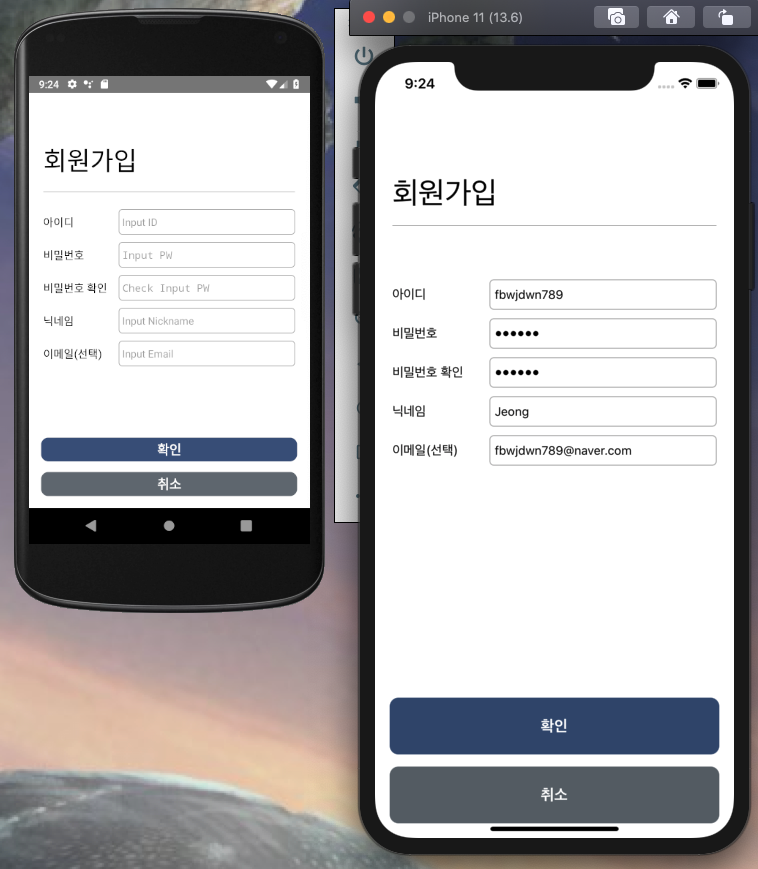 9:24
회원가입
아이디 Input ID
비밀번호 Input PW
비밀번호 확인 Check Input PW
닉네임 Input Nickname
이메일(선택) Input Email
확인
취소
iPhone 11 (13.6)
9:24
회원가입
아이디 fbwjdwn789
비밀번호 ••••••
비밀번호 확인 ••••••
닉네임 Jeong
이메일(선택) fbwjdwn789@naver.com
확인
취소